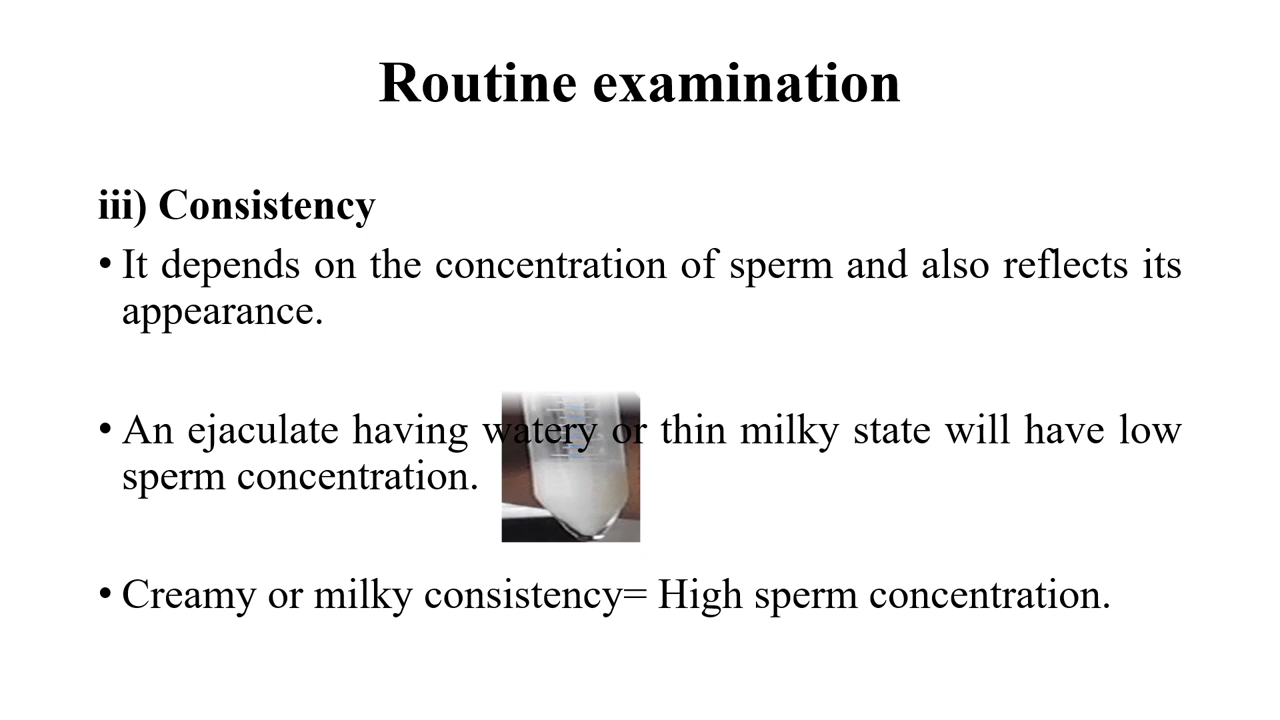 Routine examination
iii) Consistency
• It depends on the concentration of sperm and also reflects its
appearance.
• An ejaculate having watery or thin milky state will have low
sperm concentration.
• Creamy or milky consistency= High sperm concentration.